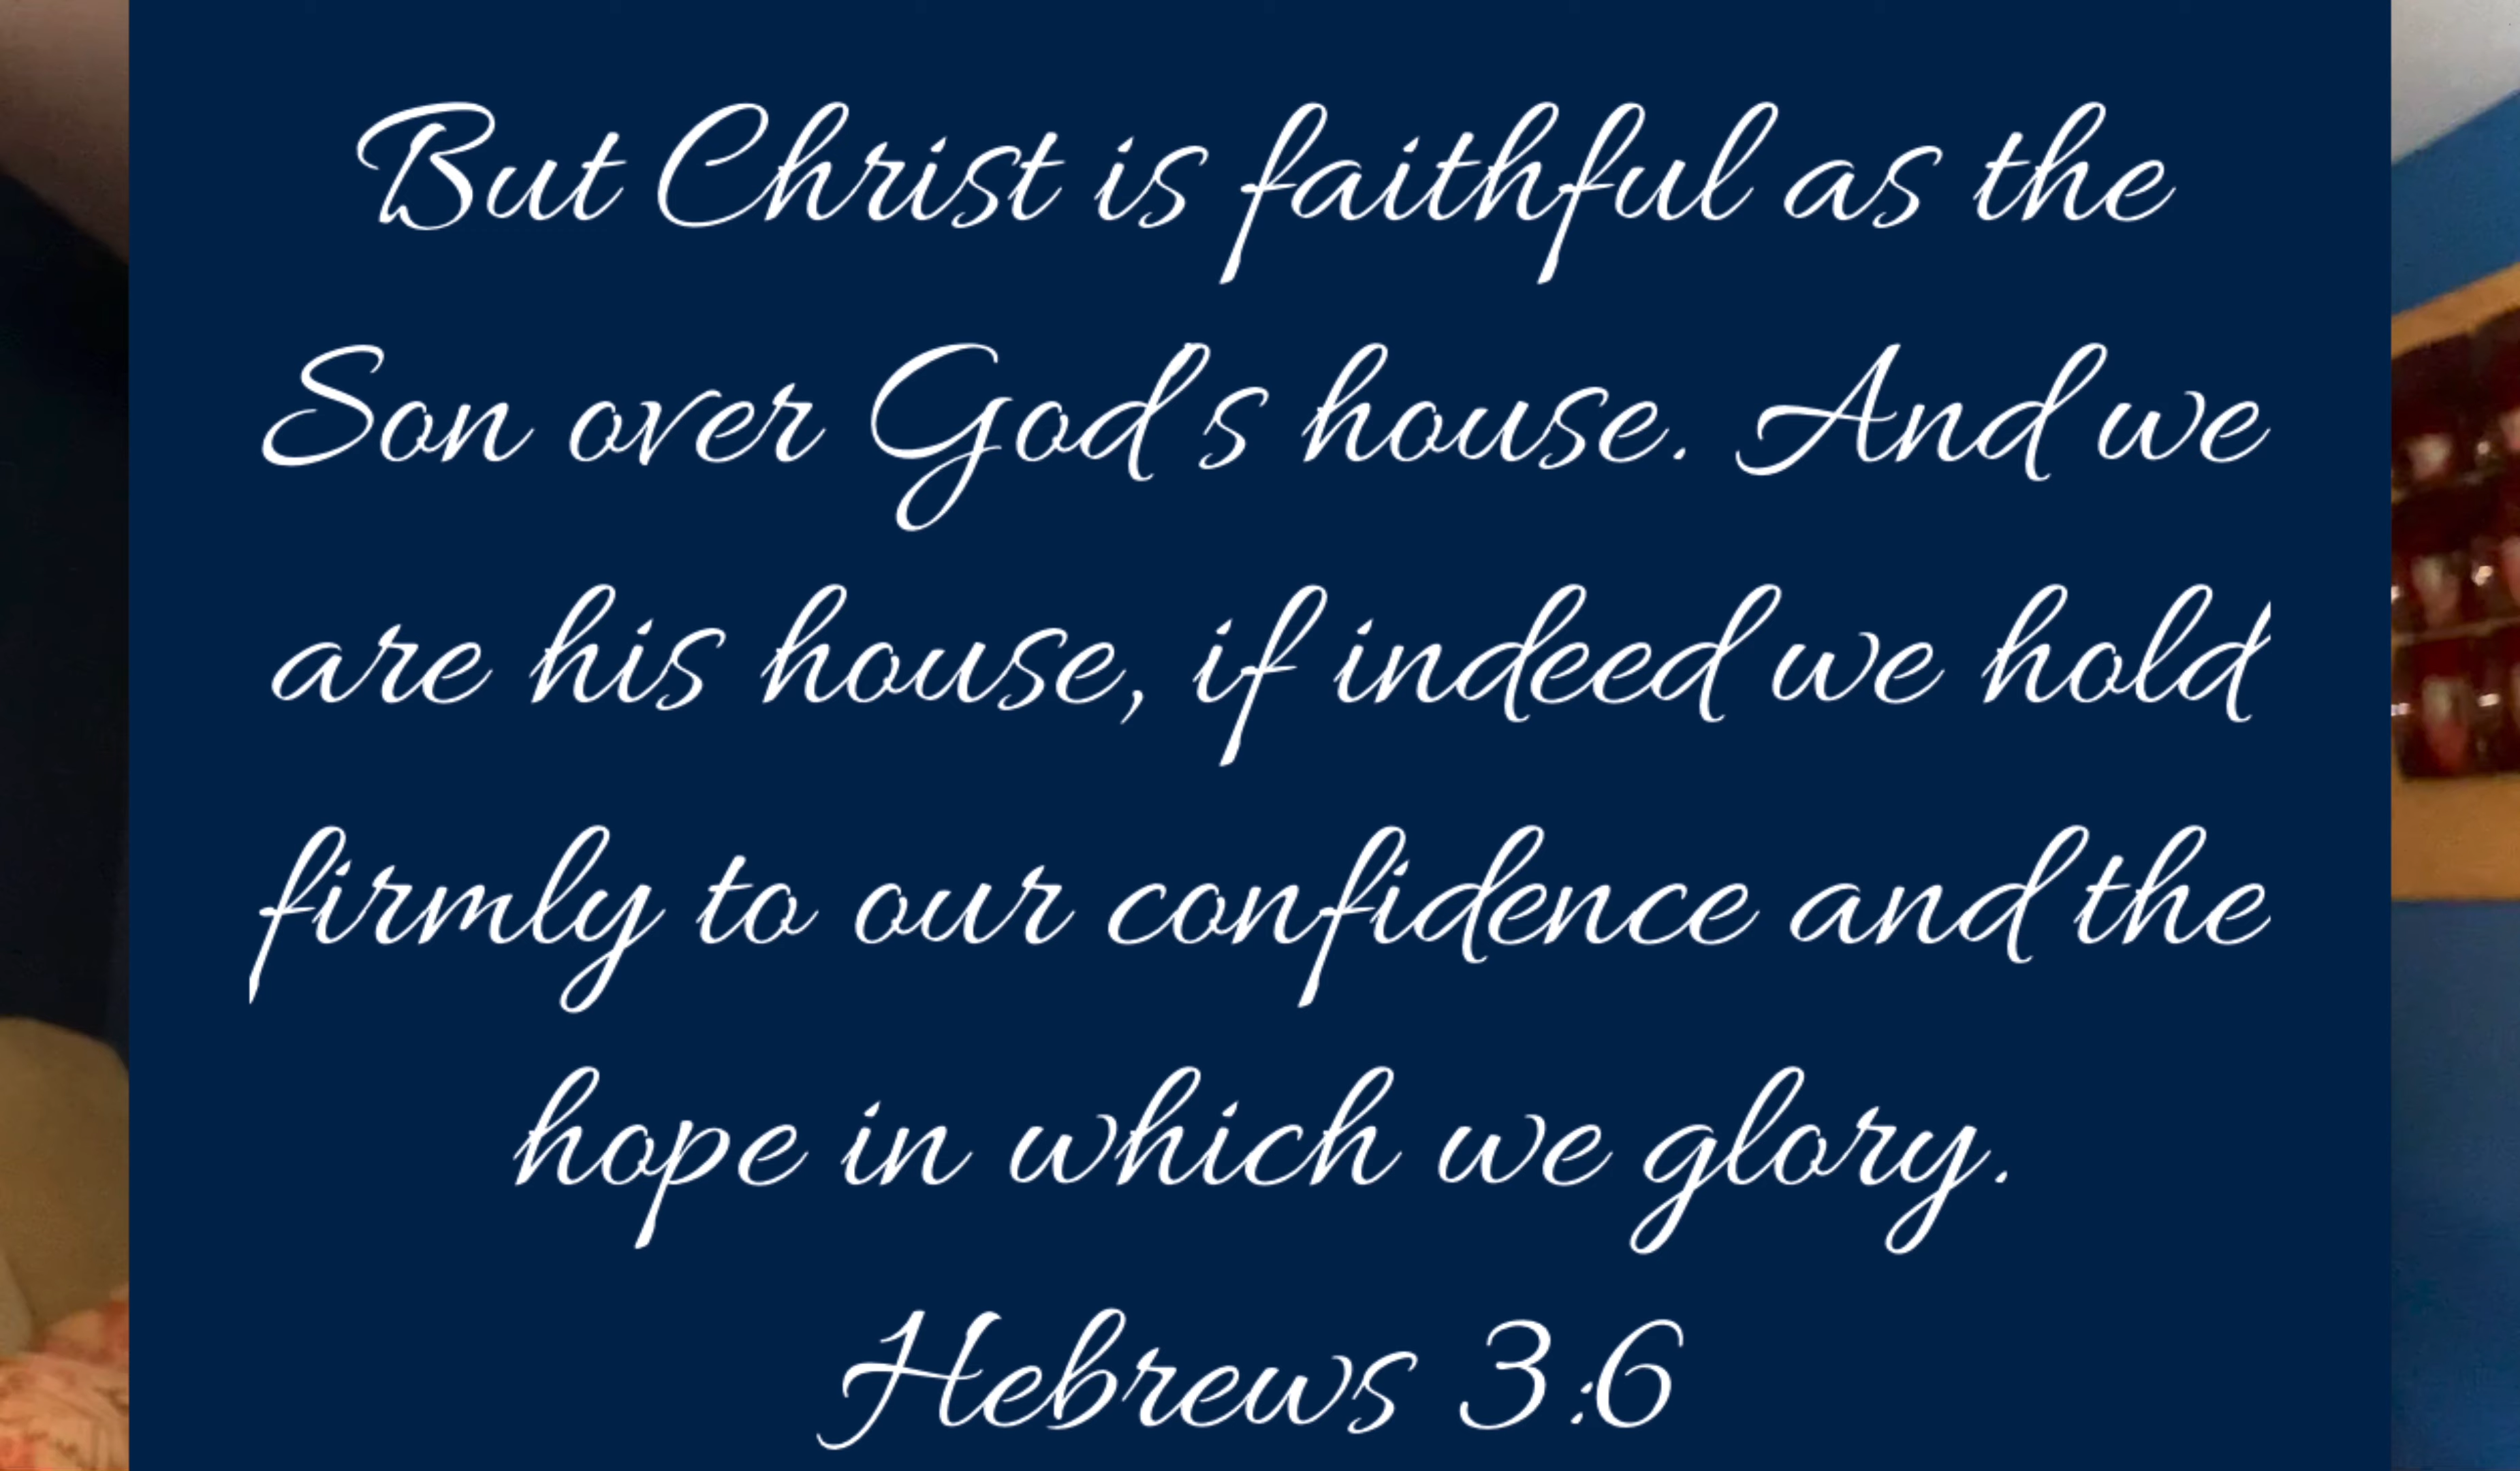 But Christ is faithful as the
Son over God's house. And we
are his house, if indeed we hold
firmly to our confidence and the
hope in which we glory.
Hebrews 3:6